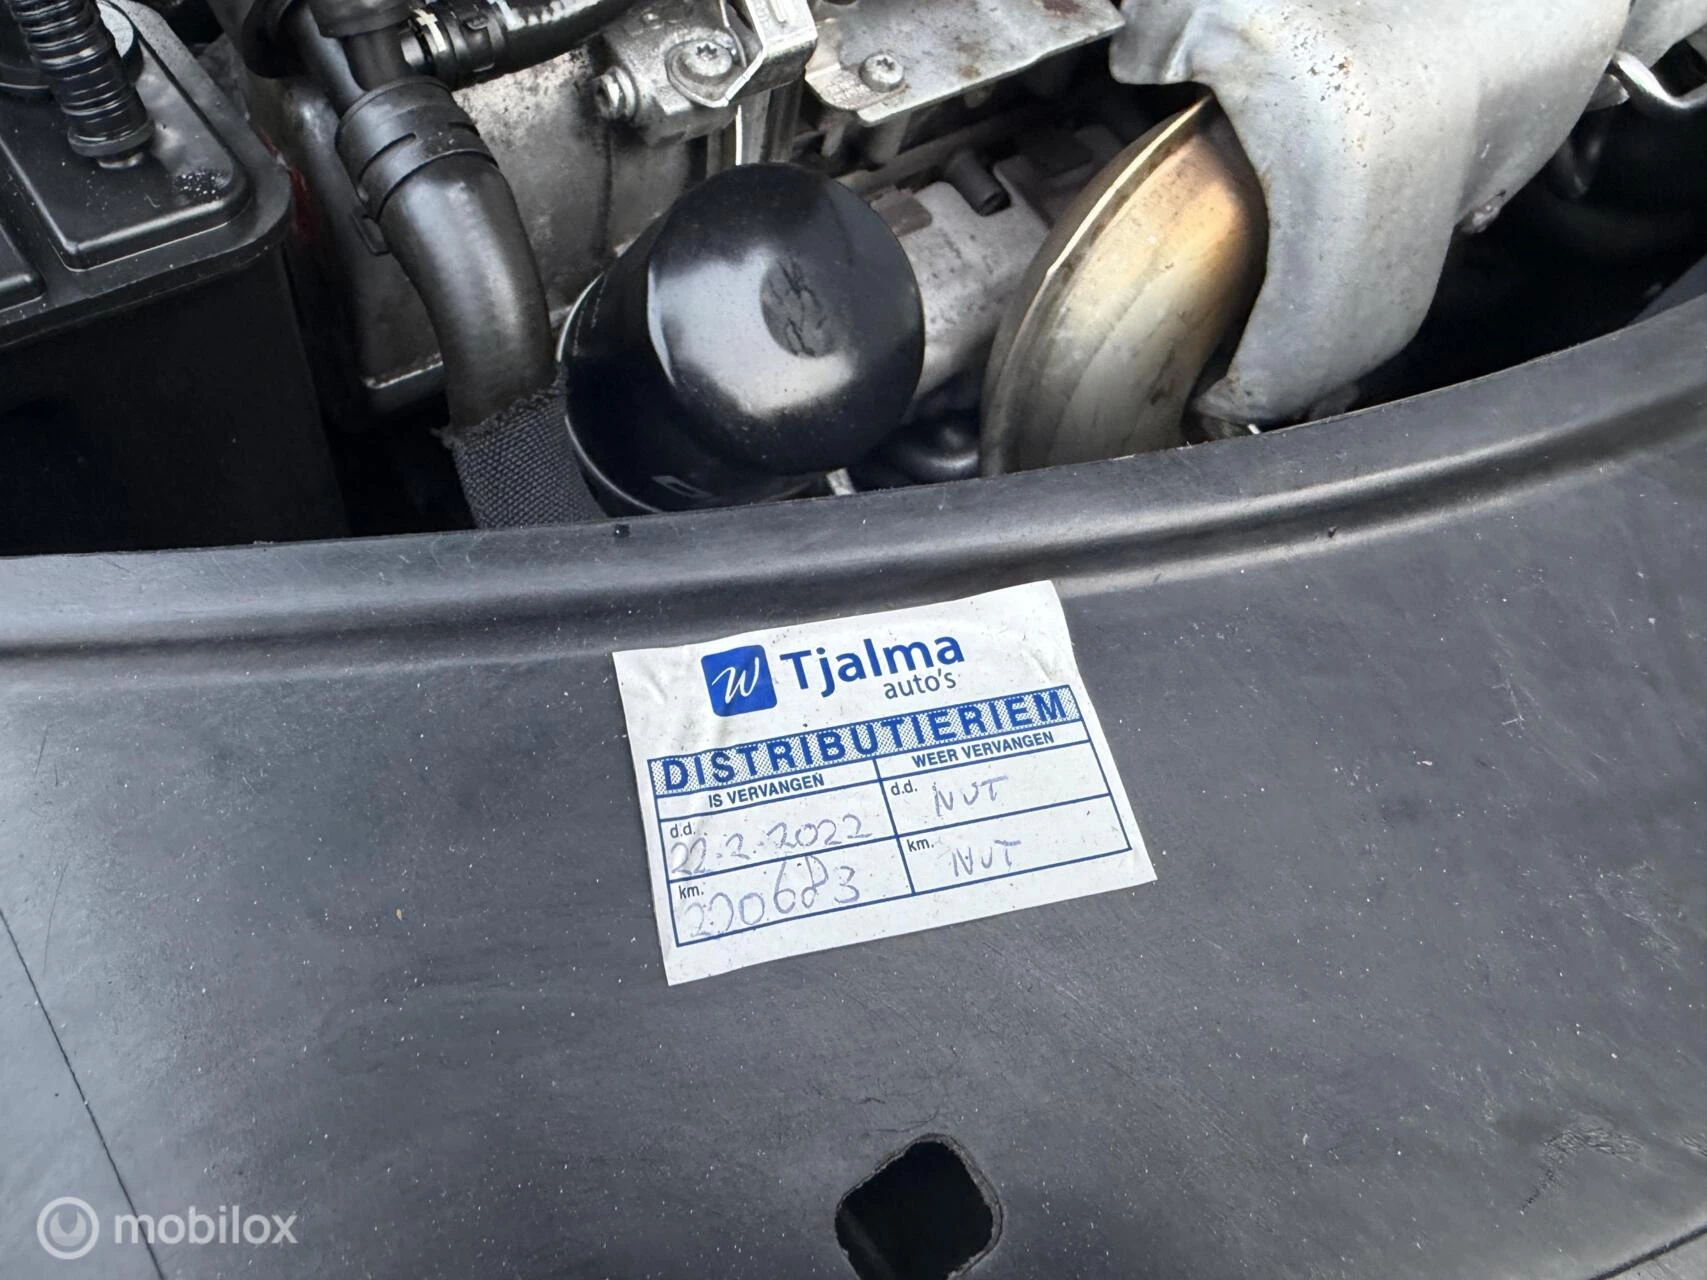 W Tjalma
auto's
DISTRIBUTIERIEM
IS VERVANGEN
WEER VERVANGEN
d.d. 22-2-2022
d.d. NVT
km. 220683
km. NVT
mobilox